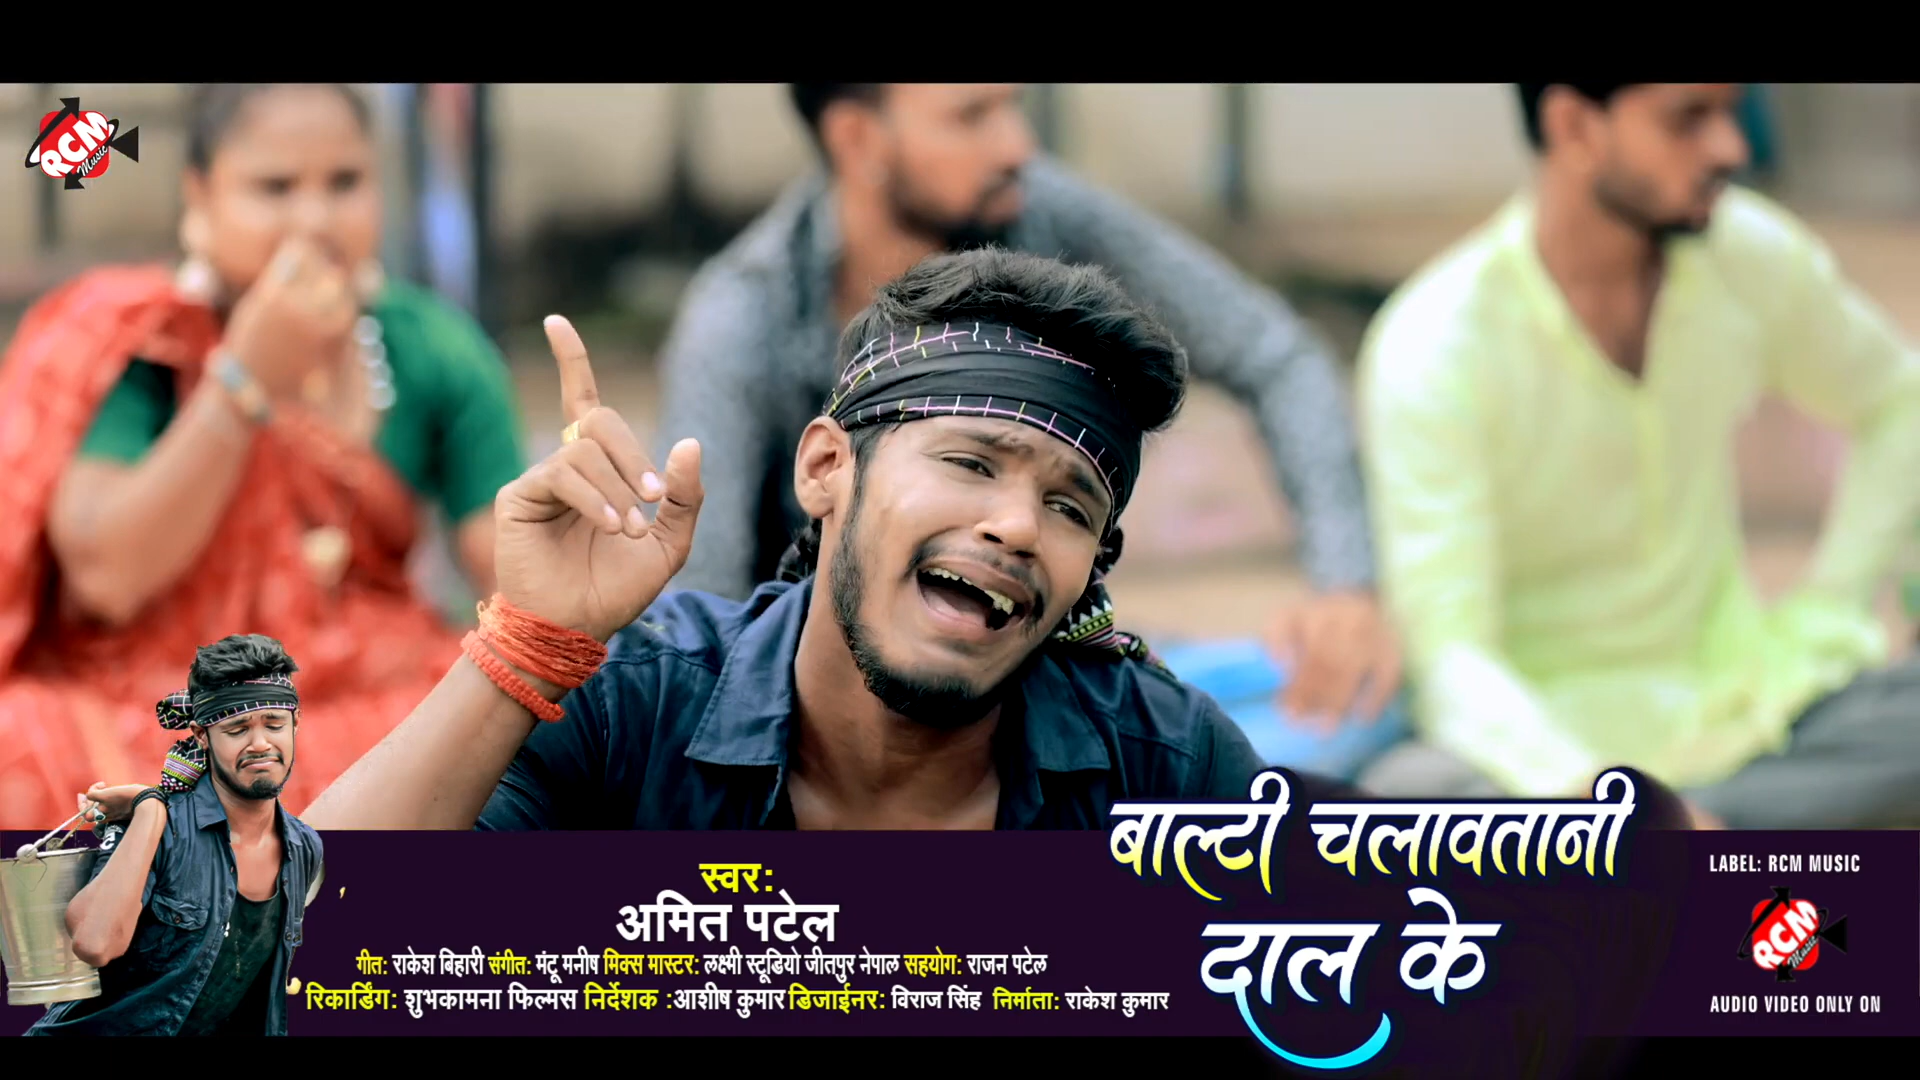 RCM
Music
स्वर:
अमित पटेल
गीत: राकेश बिहारी संगीत: मंटू मनीष मिक्स मास्टर: लक्ष्मी स्टूडियो जीतपुर नेपाल सहयोग: राजन पटेल
रिकार्डिंग: शुभकामना फिल्मस निर्देशक :आशीष कुमार डिजाईनर: विराज सिंह निर्माता: राकेश कुमार
बाल्टी चलावतानी
दाल के
LABEL: RCM MUSIC
RCM
Music
AUDIO VIDEO ONLY ON